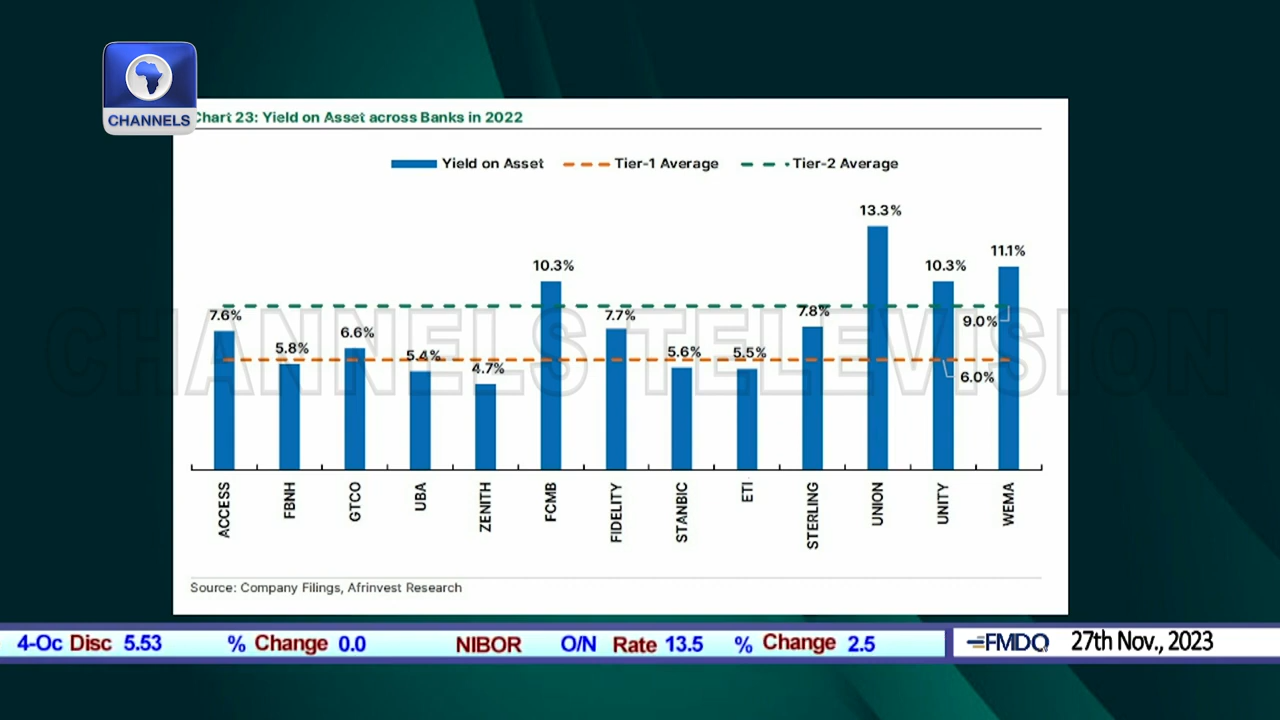 CHANNELS
Chart 23: Yield on Asset across Banks in 2022
Yield on Asset Tier-1 Average Tier-2 Average
13.3%
11.1%
10.3% 10.3%
7.6% 7.7% 7.8% 9.0%
6.6%
5.8% 5.4% 5.6% 5.5%
4.7% 6.0%
CHANNELS TELEVISION
ACCESS FBNH GTCO UBA ZENITH FCMB FIDELITY STANBIC ETI STERLING UNION UNITY WEMA
Source: Company Filings, Afrinvest Research
4-Oc Disc 5.53 % Change 0.0 NIBOR O/N Rate 13.5 % Change 2.5 FMDQ 27th Nov., 2023